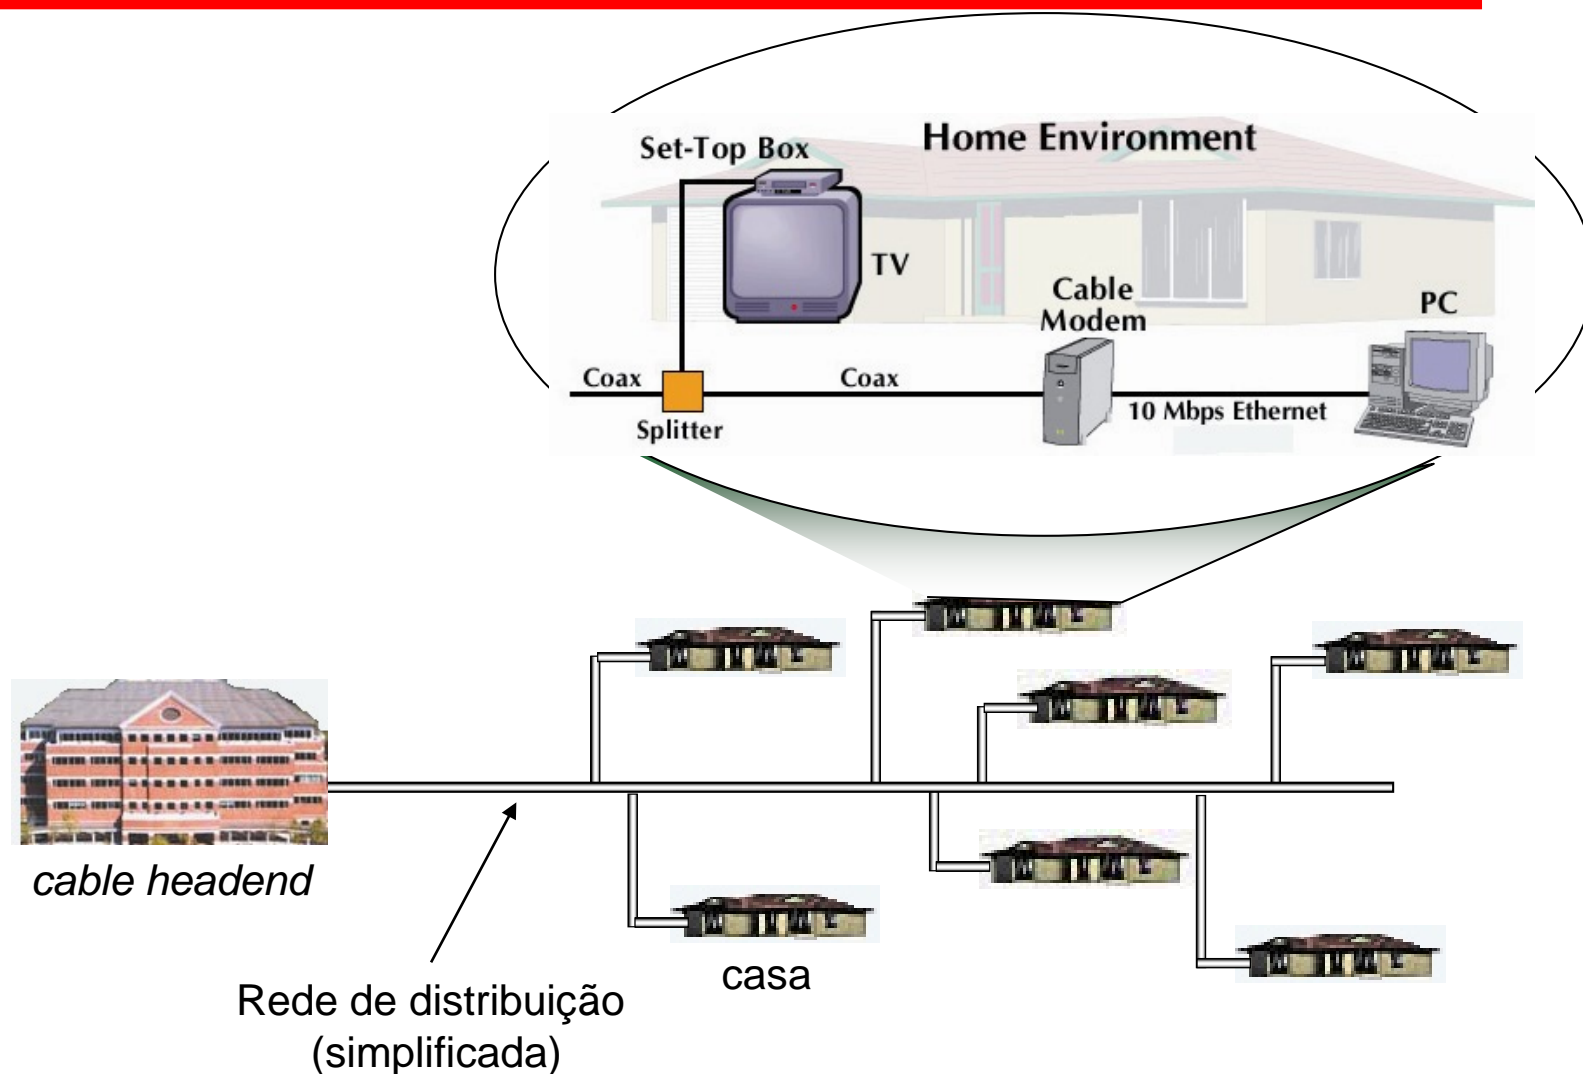 Home Environment
Set-Top Box
TV
Cable
Modem
PC
Coax
Coax
10 Mbps Ethernet
Splitter
cable headend
casa
Rede de distribuição
(simplificada)